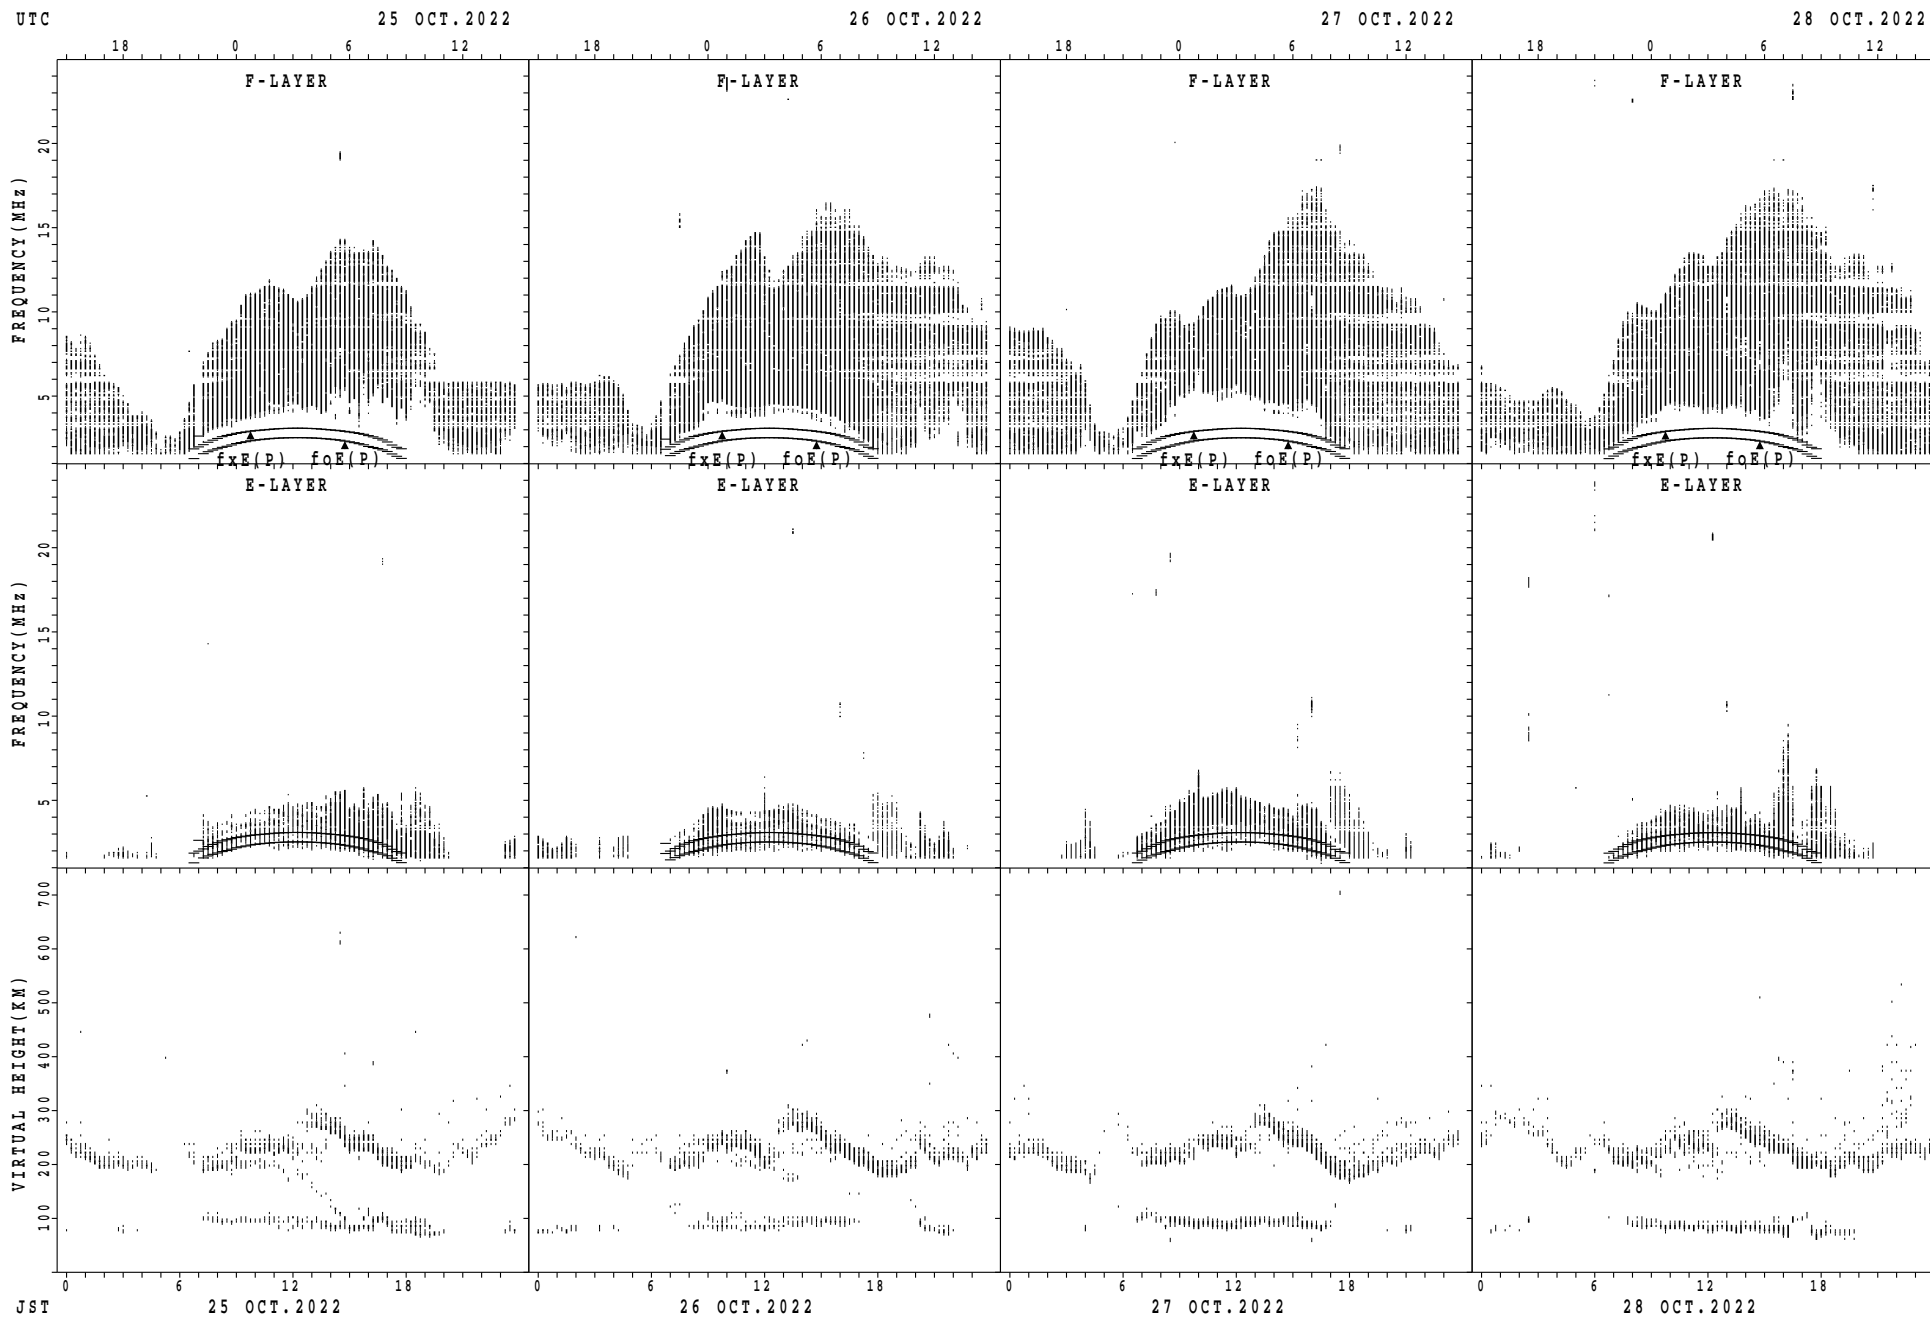 UTC 25 OCT.2022 26 OCT.2022 27 OCT.2022 28 OCT.2022
18 0 6 12 18 0 6 12 18 0 6 12 18 0 6 12
F-LAYER F-LAYER F-LAYER F-LAYER
FREQUENCY(MHz)
20
15
10
5
fxE(P) foE(P) fxE(P) foE(P) fxE(P) foE(P) fxE(P) foE(P)
E-LAYER E-LAYER E-LAYER E-LAYER
FREQUENCY(MHz)
20
15
10
5
VIRTUAL HEIGHT(KM)
700
600
500
400
300
200
100
0 6 12 18 0 6 12 18 0 6 12 18 0 6 12 18
JST 25 OCT.2022 26 OCT.2022 27 OCT.2022 28 OCT.2022